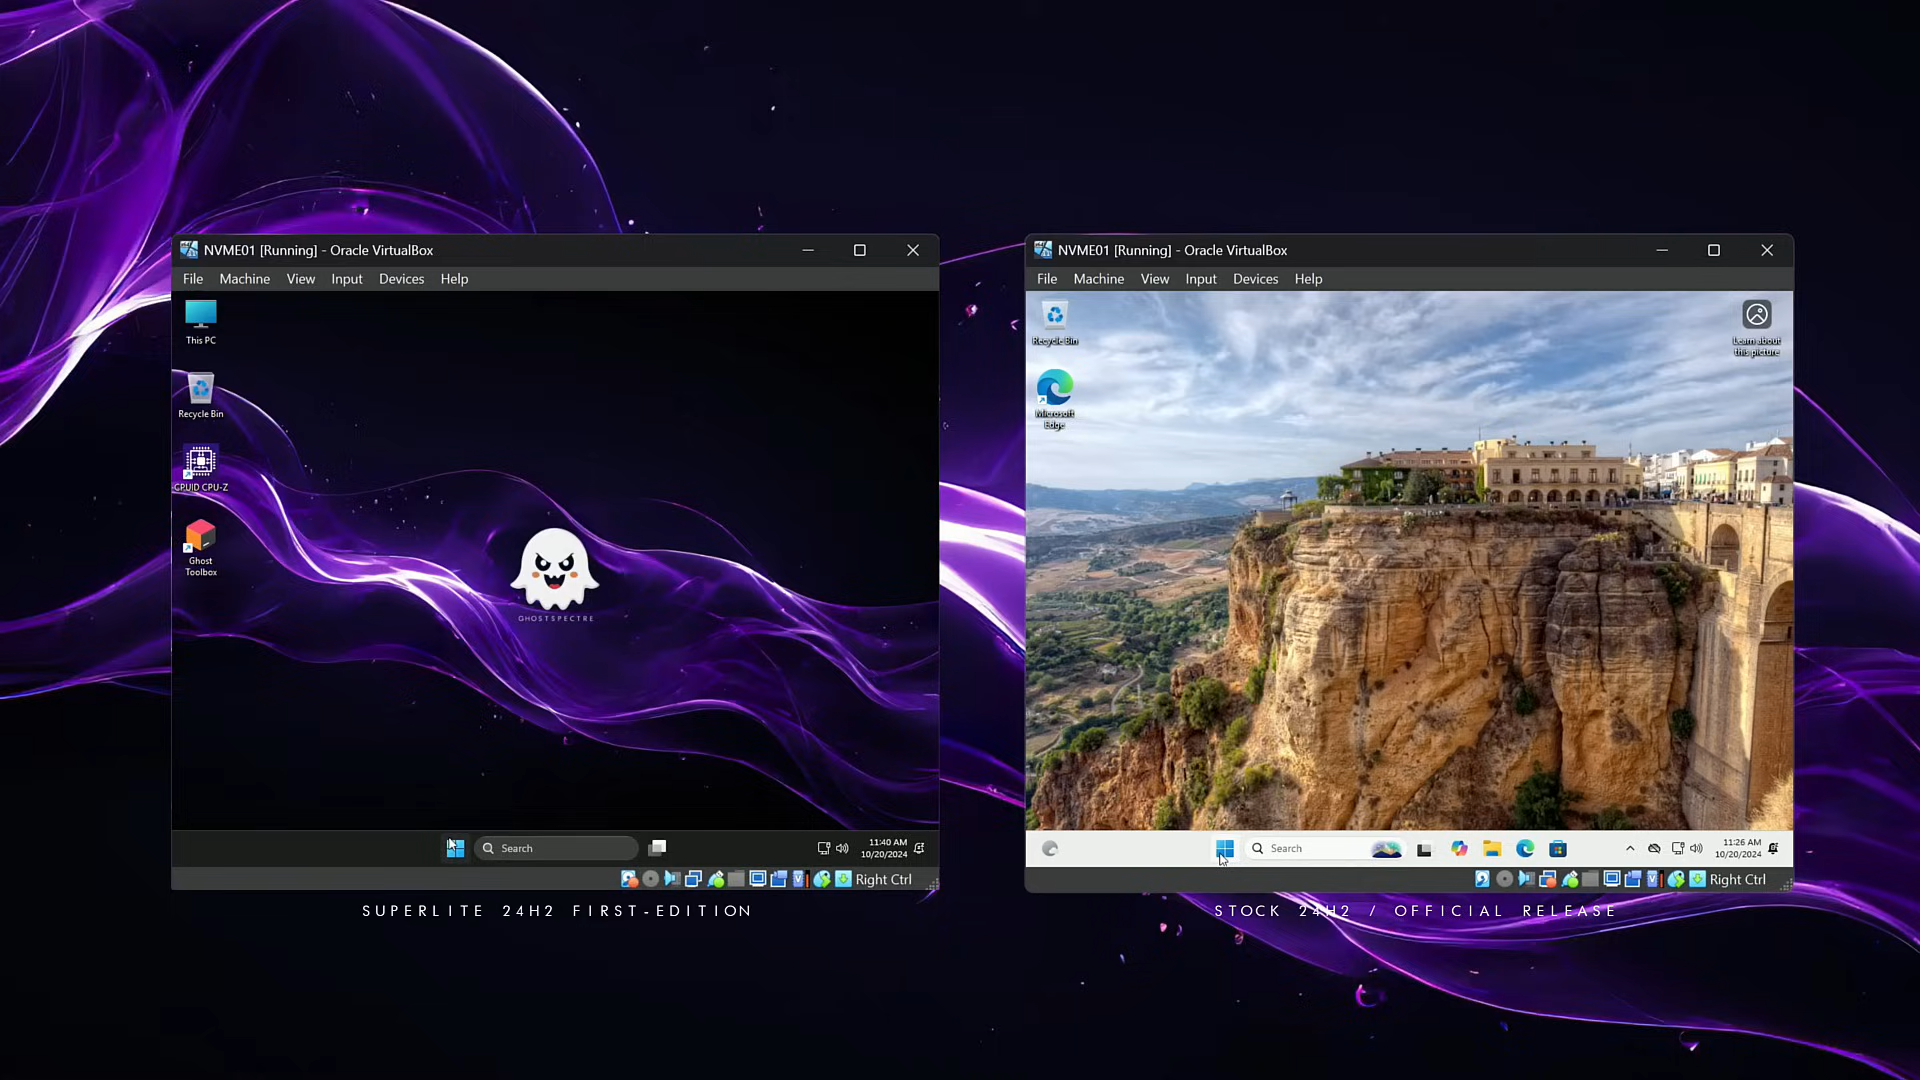 NVME01 [Running] - Oracle VirtualBox
File Machine View Input Devices Help
This PC
Recycle Bin
CPUID CPU-Z
Ghost
Toolbox
GHOSTSPECTRE
Search
11:40 AM
10/20/2024
Right Ctrl
SUPERLITE 24H2 FIRST-EDITION
NVME01 [Running] - Oracle VirtualBox
File Machine View Input Devices Help
Recycle Bin
Microsoft
Edge
Learn about
this picture
Search
11:26 AM
10/20/2024
Right Ctrl
STOCK 24H2 / OFFICIAL RELEASE